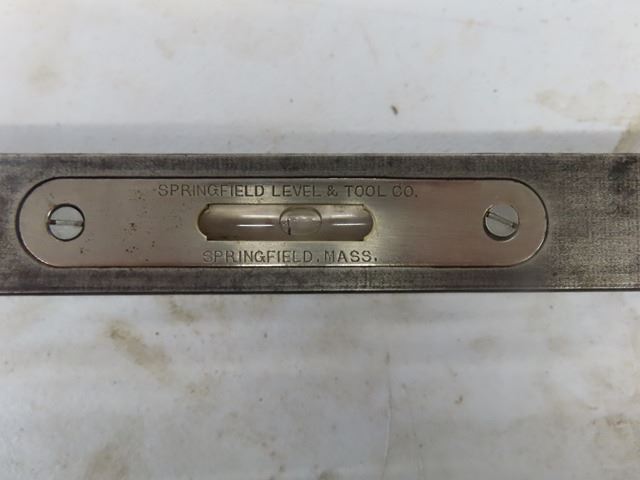 SPRINGFIELD LEVEL & TOOL CO.
SPRINGFIELD, MASS.